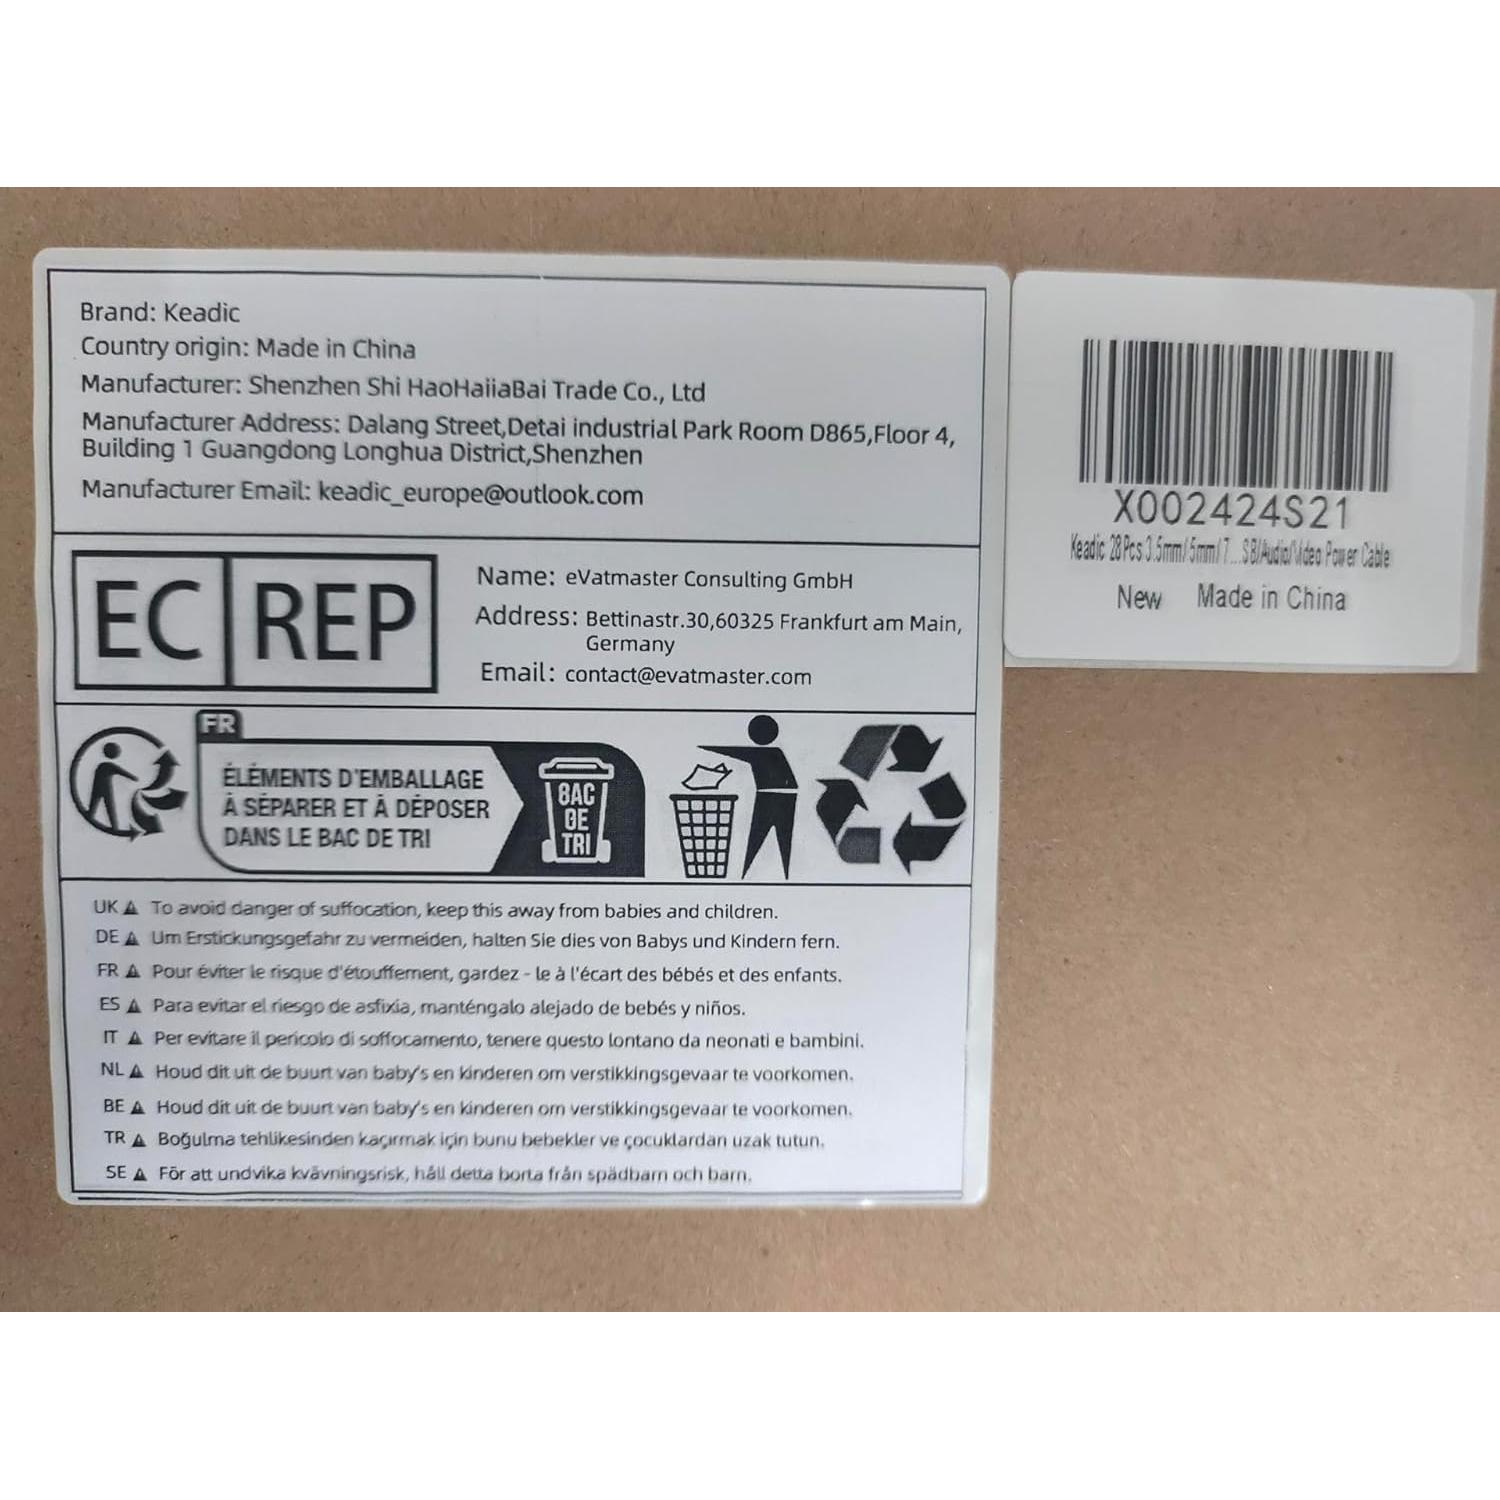 Brand: Keadic
Country origin: Made in China
Manufacturer: Shenzhen Shi HaoHaiiaBai Trade Co., Ltd
Manufacturer Address: Dalang Street,Detai industrial Park Room D865,Floor 4,
Building 1 Guangdong Longhua District,Shenzhen
Manufacturer Email: keadic_europe@outlook.com
EC REP
Name: eVatmaster Consulting GmbH
Address: Bettinastr.30,60325 Frankfurt am Main,
Germany
Email: contact@evatmaster.com
FR
ÉLÉMENTS D'EMBALLAGE
À SÉPARER ET À DÉPOSER
DANS LE BAC DE TRI
BAC
DE
TRI
UK To avoid danger of suffocation, keep this away from babies and children.
DE Um Erstickungsgefahr zu vermeiden, halten Sie dies von Babys und Kindern fern.
FR Pour éviter le risque d'étouffement, gardez - le à l'écart des bébés et des enfants.
ES Para evitar el riesgo de asfixia, manténgalo alejado de bebés y niños.
IT Per evitare il pericolo di soffocamento, tenere questo lontano da neonati e bambini.
NL Houd dit uit de buurt van baby's en kinderen om verstikkingsgevaar te voorkomen.
BE Houd dit uit de buurt van baby's en kinderen om verstikkingsgevaar te voorkomen.
TR Boğulma tehlikesinden kaçırmak için bunu bebekler ve çocuklardan uzak tutun.
SE För att undvika kvävningsrisk, håll detta borta från spädbarn och barn.
X002424S21
Keadic 28Pcs 3.5mm/5mm/7...SB/Audio/Video Power Cable
New Made in China